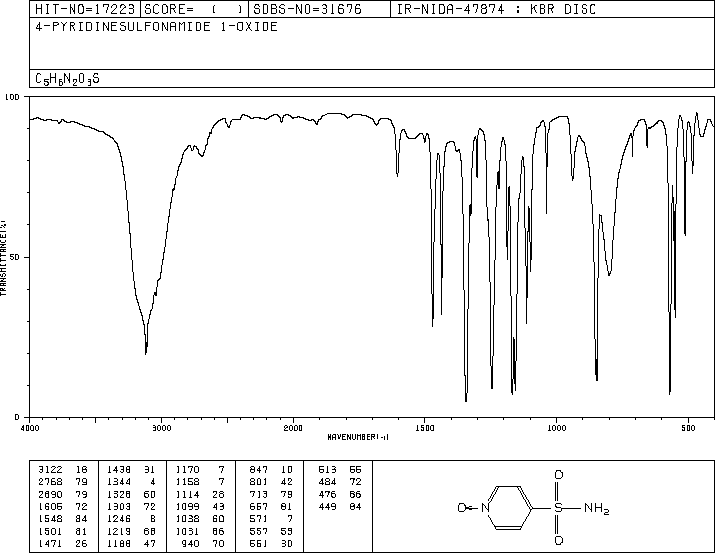 HIT-NO=17223 SCORE= ( ) SDBS-NO=31676 IR-NIDA-47874 : KBR DISC
4-PYRIDINESULFONAMIDE 1-OXIDE
C5H6N2O3S
100
50
0
TRANSMITTANCE(%)
4000 3000 2000 1500 1000 500
WAVENUMBER(-1)
3122 18 1438 31 1170 7 847 10 513 55
2768 79 1344 4 1158 7 801 42 484 72
2690 79 1328 60 1114 28 713 79 476 66
1605 72 1303 72 1099 43 657 81 449 84
1548 84 1246 8 1038 60 571 7
1501 81 1219 68 1031 86 557 59
1471 26 1188 47 940 70 551 30
O
O N S NH2
O